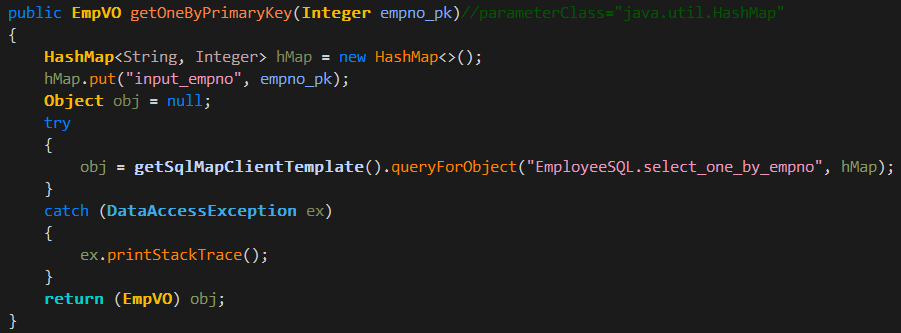 public EmpVO getOneByPrimaryKey(Integer empno_pk)//parameterClass="java.util.HashMap"
{
    HashMap<String, Integer> hMap = new HashMap<>();
    hMap.put("input_empno", empno_pk);
    Object obj = null;
    try
    {
        obj = getSqlMapClientTemplate().queryForObject("EmployeeSQL.select_one_by_empno", hMap);
    }
    catch (DataAccessException ex)
    {
        ex.printStackTrace();
    }
    return (EmpVO) obj;
}